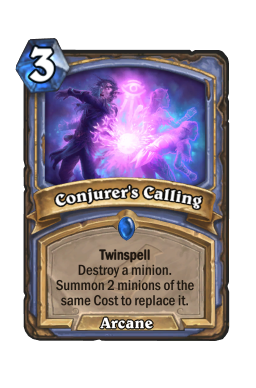 3
Conjurer's Calling
Twinspell
Destroy a minion.
Summon 2 minions of the
same Cost to replace it.
Arcane